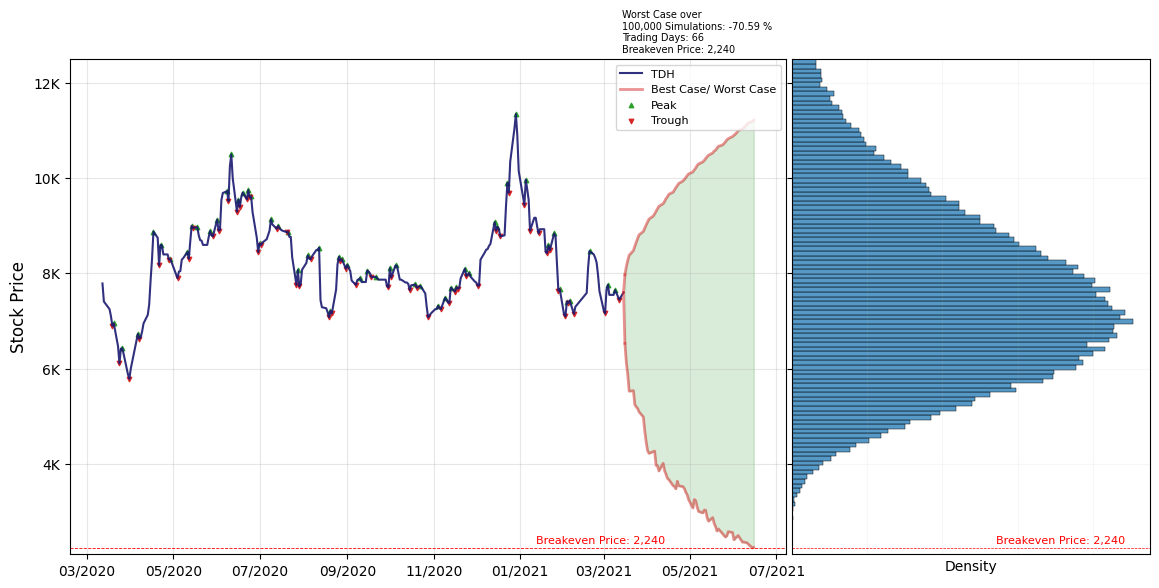 Worst Case over
100,000 Simulations: -70.59 %
Trading Days: 66
Breakeven Price: 2,240
TDH
Best Case/ Worst Case
Peak
Trough
12K
10K
8K
6K
4K
Stock Price
Breakeven Price: 2,240
Breakeven Price: 2,240
03/2020 05/2020 07/2020 09/2020 11/2020 01/2021 03/2021 05/2021 07/2021
Density